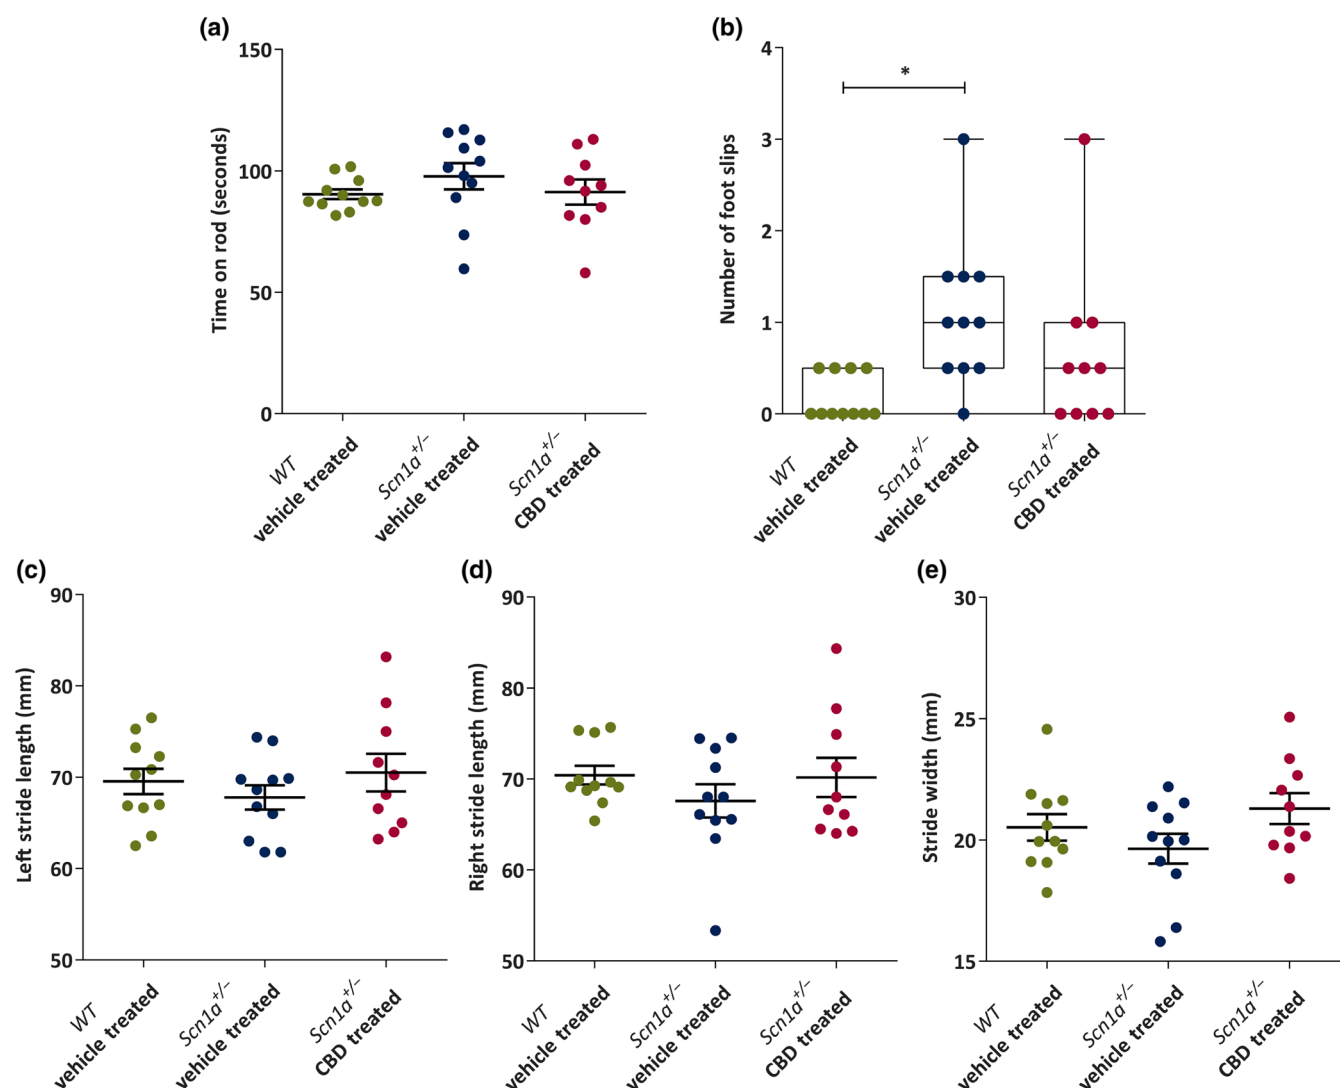 (a)
150
100
50
0
Time on rod (seconds)
WT
vehicle treated
Scn1a+/−
vehicle treated
Scn1a+/−
CBD treated
(b)
4
3
2
1
0
Number of foot slips
*
WT
vehicle treated
Scn1a+/−
vehicle treated
Scn1a+/−
CBD treated
(c)
90
80
70
60
50
Left stride length (mm)
WT
vehicle treated
Scn1a+/−
vehicle treated
Scn1a+/−
CBD treated
(d)
90
80
70
60
50
Right stride length (mm)
WT
vehicle treated
Scn1a+/−
vehicle treated
Scn1a+/−
CBD treated
(e)
30
25
20
15
Stride width (mm)
WT
vehicle treated
Scn1a+/−
vehicle treated
Scn1a+/−
CBD treated